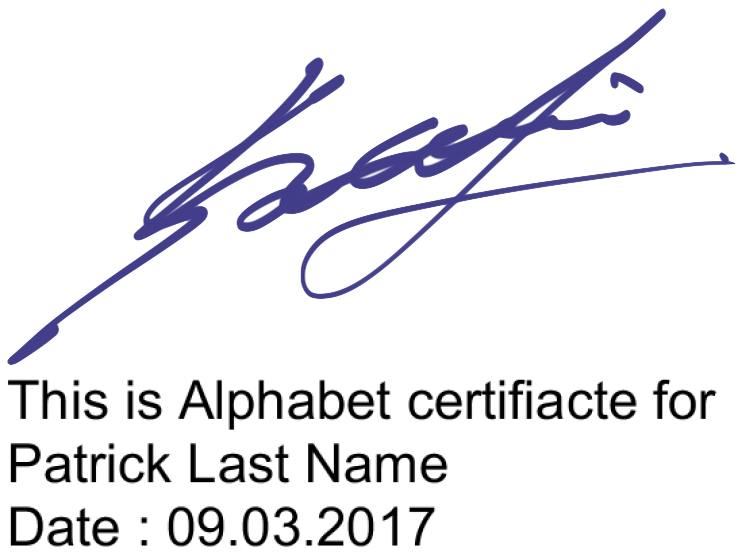 This is Alphabet certifiacte for
Patrick Last Name
Date : 09.03.2017